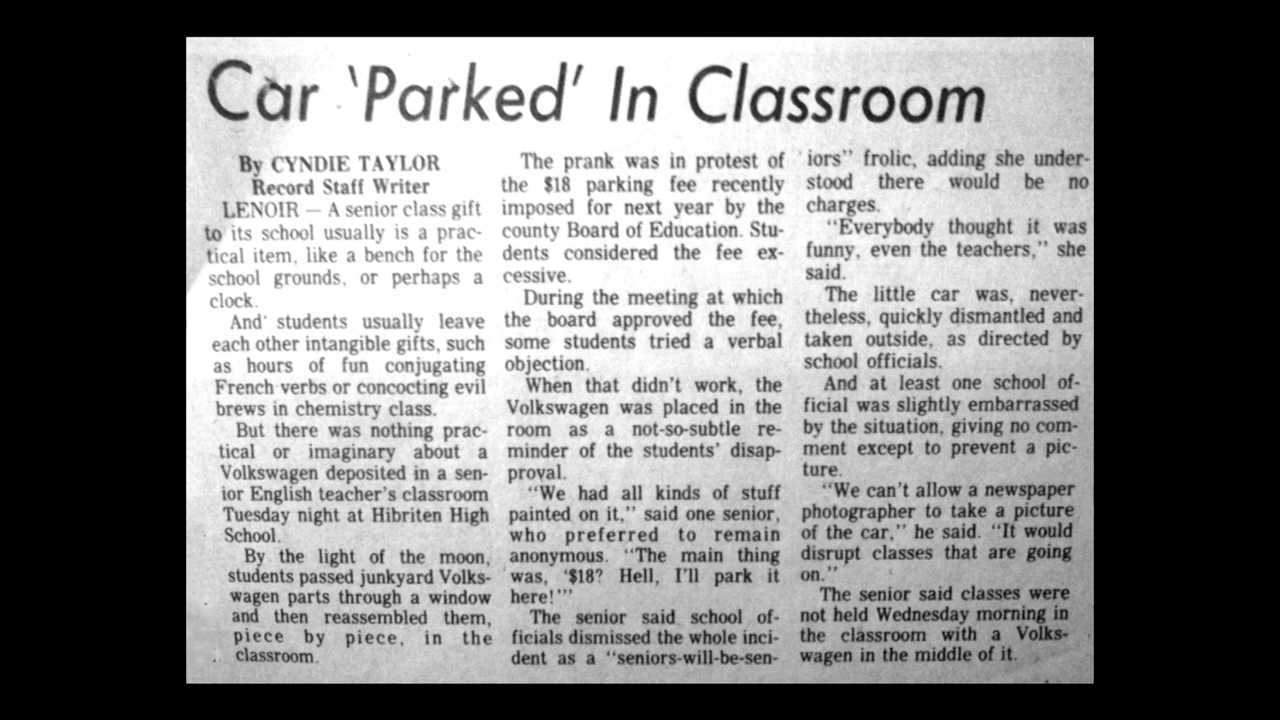 Car 'Parked' In Classroom
By CYNDIE TAYLOR
Record Staff Writer
LENOIR — A senior class gift
to its school usually is a prac-
tical item, like a bench for the
school grounds, or perhaps a
clock.
And students usually leave
each other intangible gifts, such
as hours of fun conjugating
French verbs or concocting evil
brews in chemistry class.
But there was nothing prac-
tical or imaginary about a
Volkswagen deposited in a sen-
ior English teacher's classroom
Tuesday night at Hibriten High
School.
By the light of the moon,
students passed junkyard Volks-
wagen parts through a window
and then reassembled them,
piece by piece, in the
classroom.
The prank was in protest of
the $18 parking fee recently
imposed for next year by the
county Board of Education. Stu-
dents considered the fee ex-
cessive.
During the meeting at which
the board approved the fee,
some students tried a verbal
objection.
When that didn't work, the
Volkswagen was placed in the
room as a not-so-subtle re-
minder of the students' disap-
proval.
"We had all kinds of stuff
painted on it," said one senior,
who preferred to remain
anonymous. "The main thing
was, '$18? Hell, I'll park it
here!'"
The senior said school of-
ficials dismissed the whole inci-
dent as a "seniors-will-be-sen-
iors" frolic, adding she under-
stood there would be no
charges.
"Everybody thought it was
funny, even the teachers," she
said.
The little car was, never-
theless, quickly dismantled and
taken outside, as directed by
school officials.
And at least one school of-
ficial was slightly embarrassed
by the situation, giving no com-
ment except to prevent a pic-
ture.
"We can't allow a newspaper
photographer to take a picture
of the car," he said. "It would
disrupt classes that are going
on."
The senior said classes were
not held Wednesday morning in
the classroom with a Volks-
wagen in the middle of it.